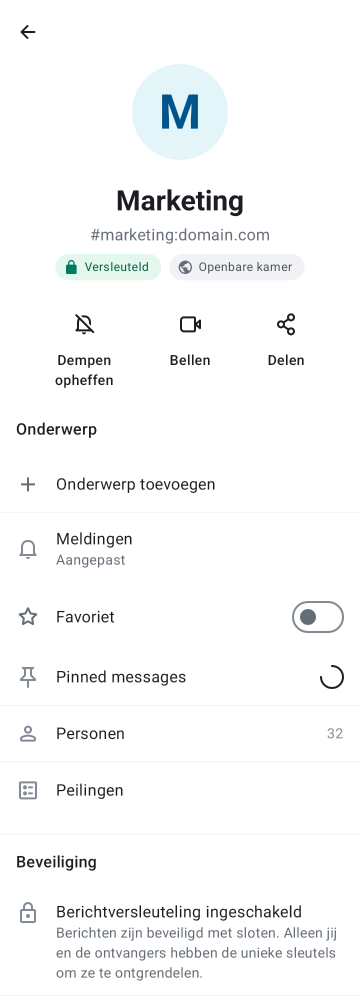 M
Marketing
#marketing:domain.com
Versleuteld
Openbare kamer
Dempen
opheffen
Bellen
Delen
Onderwerp
Onderwerp toevoegen
Meldingen
Aangepast
Favoriet
Pinned messages
Personen
32
Peilingen
Beveiliging
Berichtversleuteling ingeschakeld
Berichten zijn beveiligd met sloten. Alleen jij
en de ontvangers hebben de unieke sleutels
om ze te ontgrendelen.